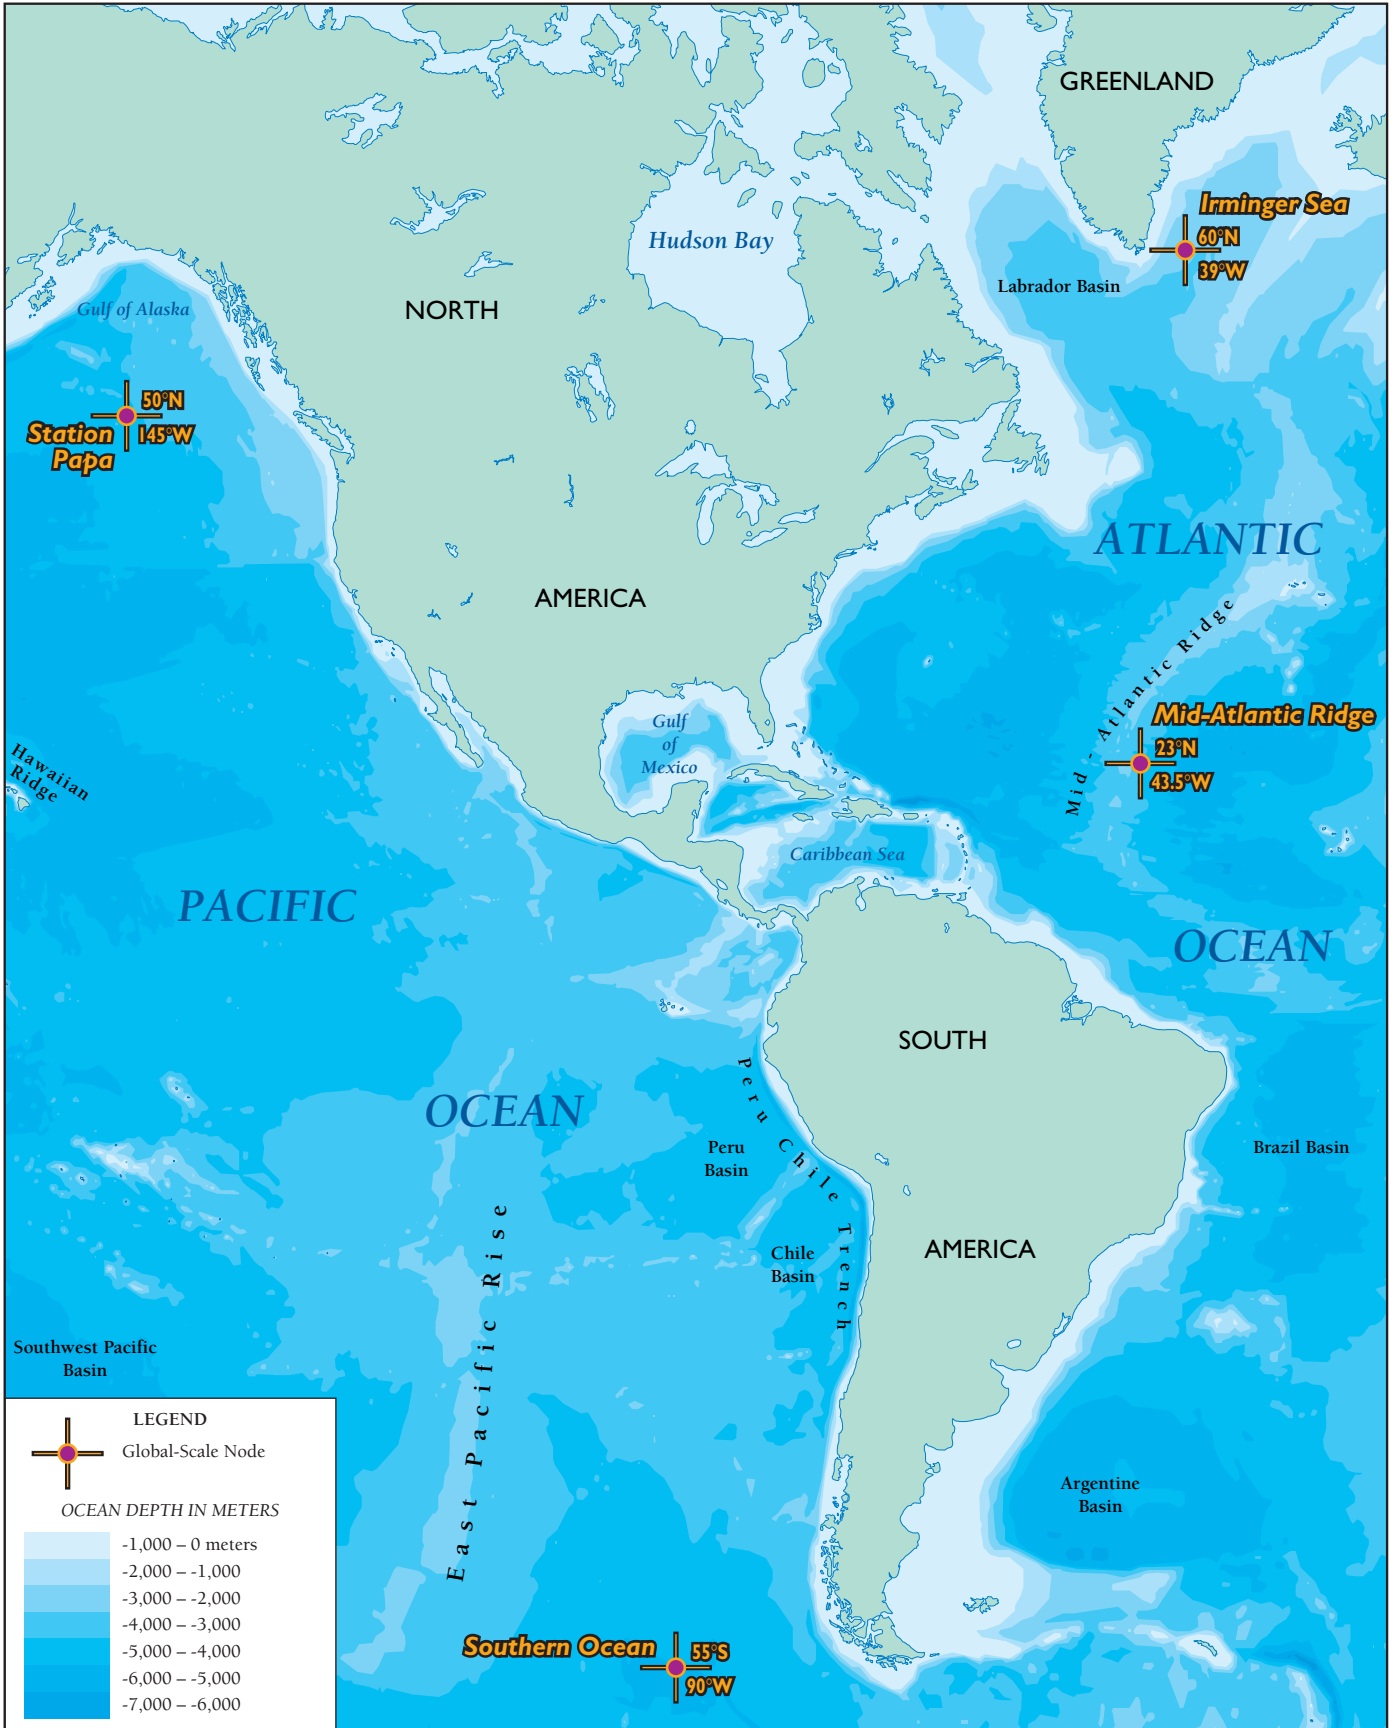 GREENLAND
Irminger Sea
60°N
39°W
Hudson Bay
Labrador Basin
Gulf of Alaska
NORTH
50°N
145°W
Station
Papa
ATLANTIC
AMERICA
Mid - Atlantic Ridge
Mid-Atlantic Ridge
23°N
43.5°W
Gulf
of
Mexico
Hawaiian
Ridge
Caribbean Sea
PACIFIC
OCEAN
SOUTH
Peru Chile Trench
OCEAN
Peru
Basin
Brazil Basin
East Pacific Rise
AMERICA
Chile
Basin
Southwest Pacific
Basin
Argentine
Basin
Southern Ocean
55°S
90°W
LEGEND
Global-Scale Node
OCEAN DEPTH IN METERS
-1,000 – 0 meters
-2,000 – -1,000
-3,000 – -2,000
-4,000 – -3,000
-5,000 – -4,000
-6,000 – -5,000
-7,000 – -6,000